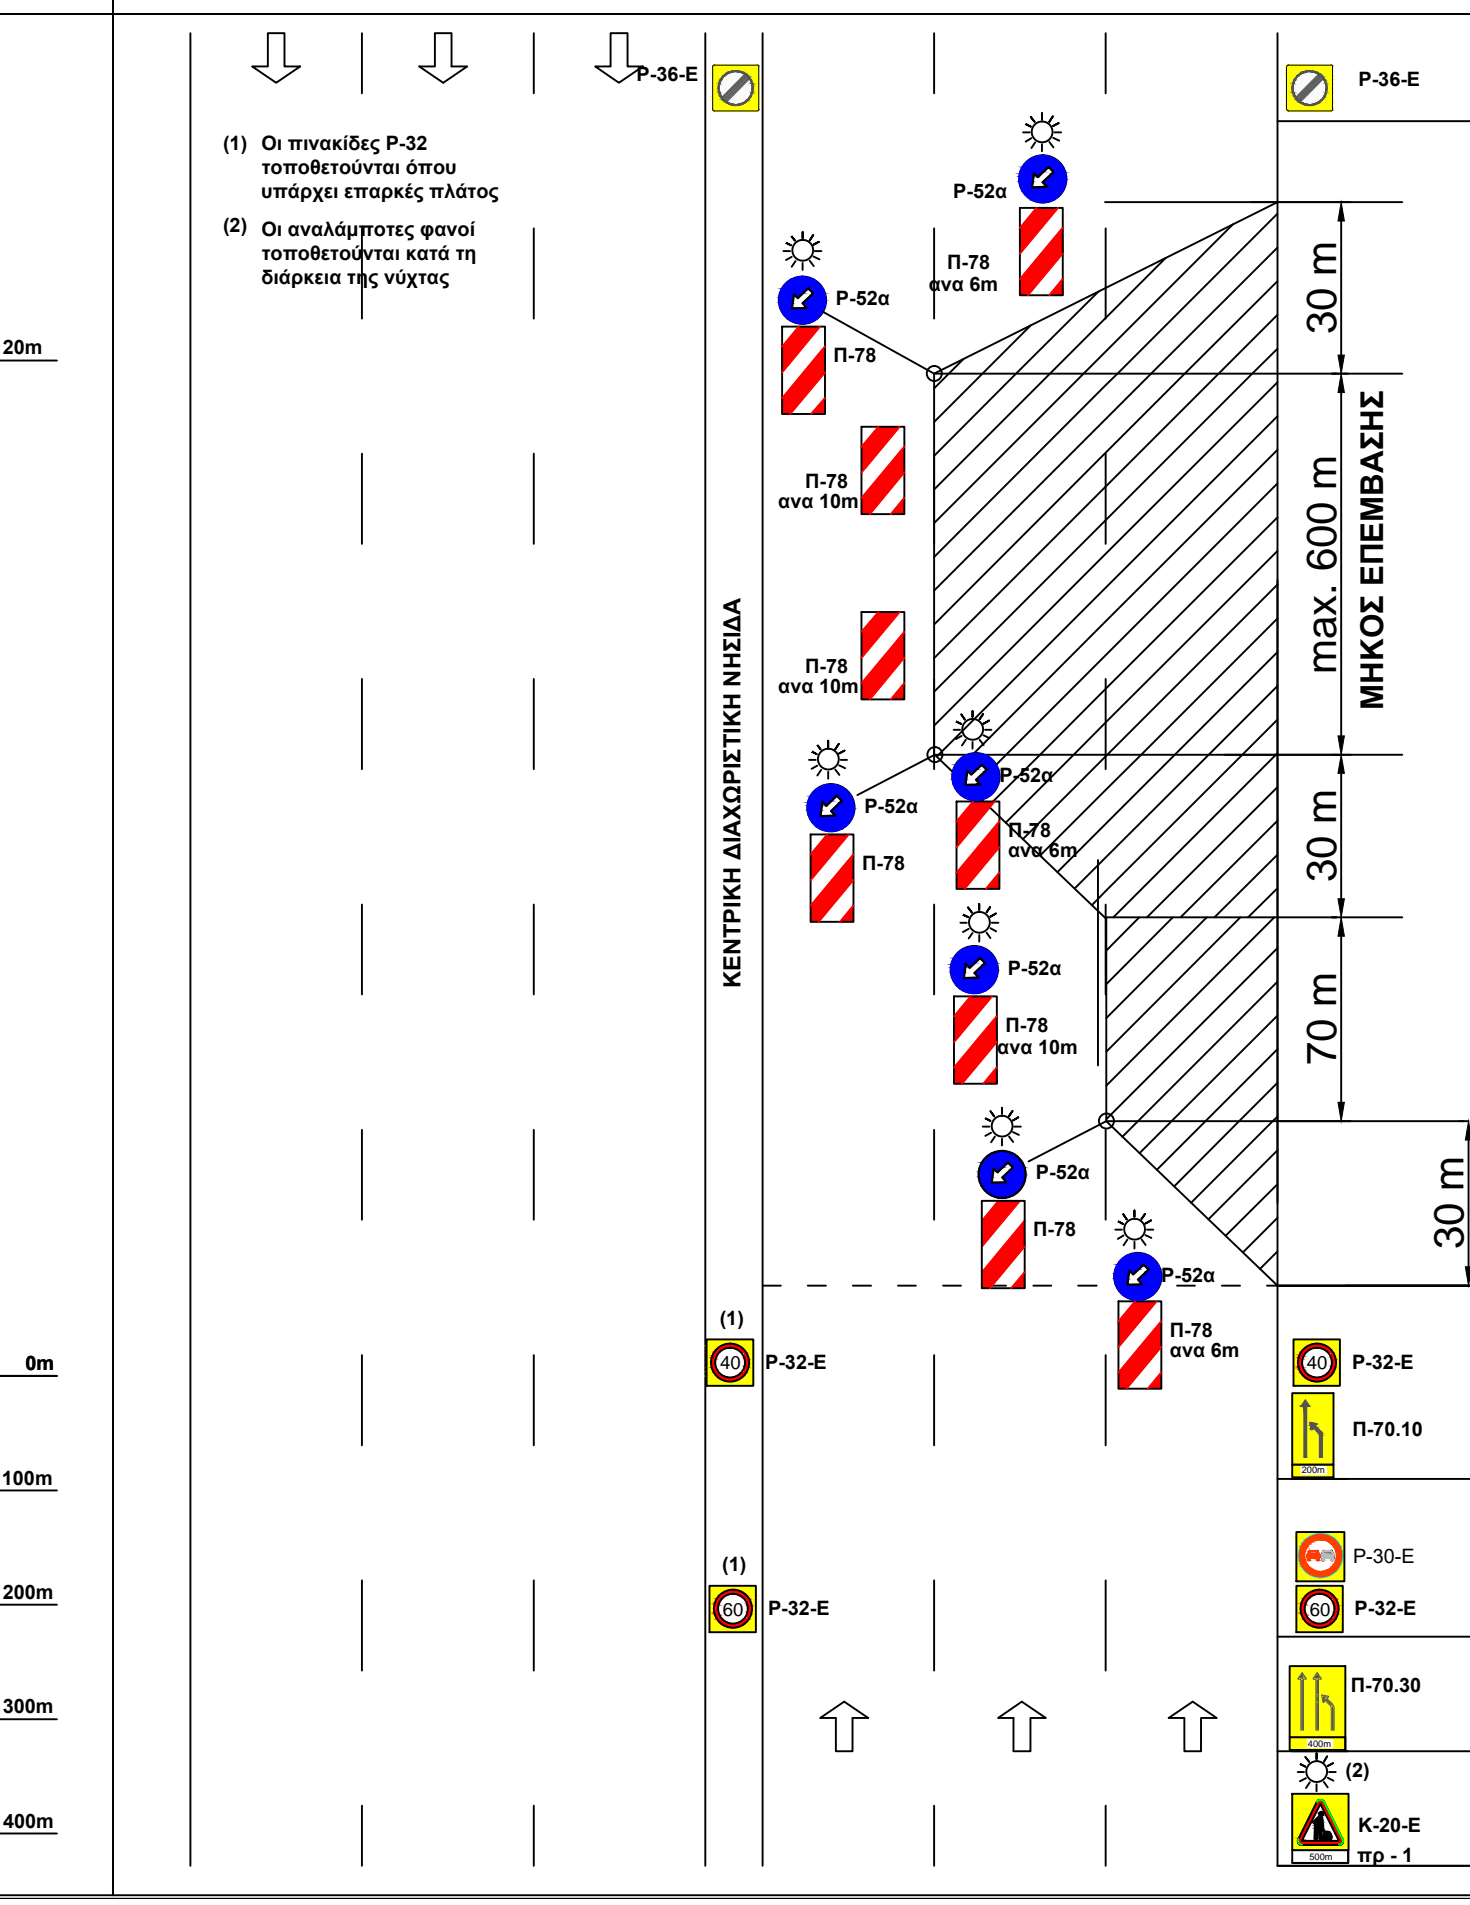 P-36-E
P-36-E
(1) Οι πινακίδες Ρ-32
τοποθετούνται όπου
υπάρχει επαρκές πλάτος
(2) Οι αναλάμποτες φανοί
τοποθετούνται κατά τη
διάρκεια της νύχτας
P-52α
Π-78
ανα 6m
30 m
P-52α
Π-78
20m
Π-78
ανα 10m
max. 600 m
ΜΗΚΟΣ ΕΠΕΜΒΑΣΗΣ
Π-78
ανα 10m
ΚΕΝΤΡΙΚΗ ΔΙΑΧΩΡΙΣΤΙΚΗ ΝΗΣΙΔΑ
P-52α
P-52α
Π-78
ανα 6m
Π-78
30 m
P-52α
Π-78
ανα 10m
70 m
P-52α
Π-78
30 m
P-52α
Π-78
ανα 6m
(1)
0m
40 P-32-E
40 P-32-E
Π-70.10
200m
100m
P-30-E
(1)
200m
60 P-32-E
60 P-32-E
Π-70.30
400m
300m
(2)
400m
K-20-E
500m
πρ - 1